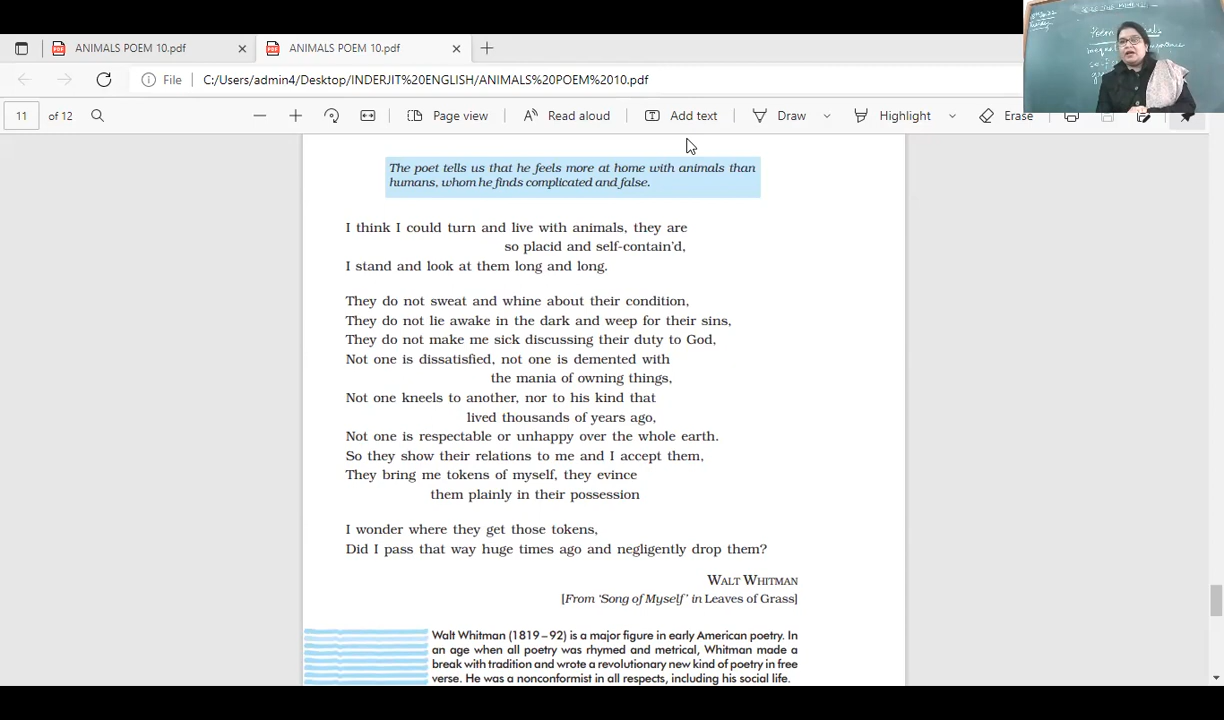 ANIMALS POEM 10.pdf
ANIMALS POEM 10.pdf
File C:/Users/admin4/Desktop/INDERJIT%20ENGLISH/ANIMALS%20POEM%2010.pdf
11 of 12 Page view Read aloud Add text Draw Highlight Erase
Poem
The poet tells us that he feels more at home with animals than
humans, whom he finds complicated and false.
I think I could turn and live with animals, they are
so placid and self-contain'd,
I stand and look at them long and long.
They do not sweat and whine about their condition,
They do not lie awake in the dark and weep for their sins,
They do not make me sick discussing their duty to God,
Not one is dissatisfied, not one is demented with
the mania of owning things,
Not one kneels to another, nor to his kind that
lived thousands of years ago,
Not one is respectable or unhappy over the whole earth.
So they show their relations to me and I accept them,
They bring me tokens of myself, they evince
them plainly in their possession
I wonder where they get those tokens,
Did I pass that way huge times ago and negligently drop them?
WALT WHITMAN
[From 'Song of Myself' in Leaves of Grass]
Walt Whitman (1819–92) is a major figure in early American poetry. In
an age when all poetry was rhymed and metrical, Whitman made a
break with tradition and wrote a revolutionary new kind of poetry in free
verse. He was a nonconformist in all respects, including his social life.